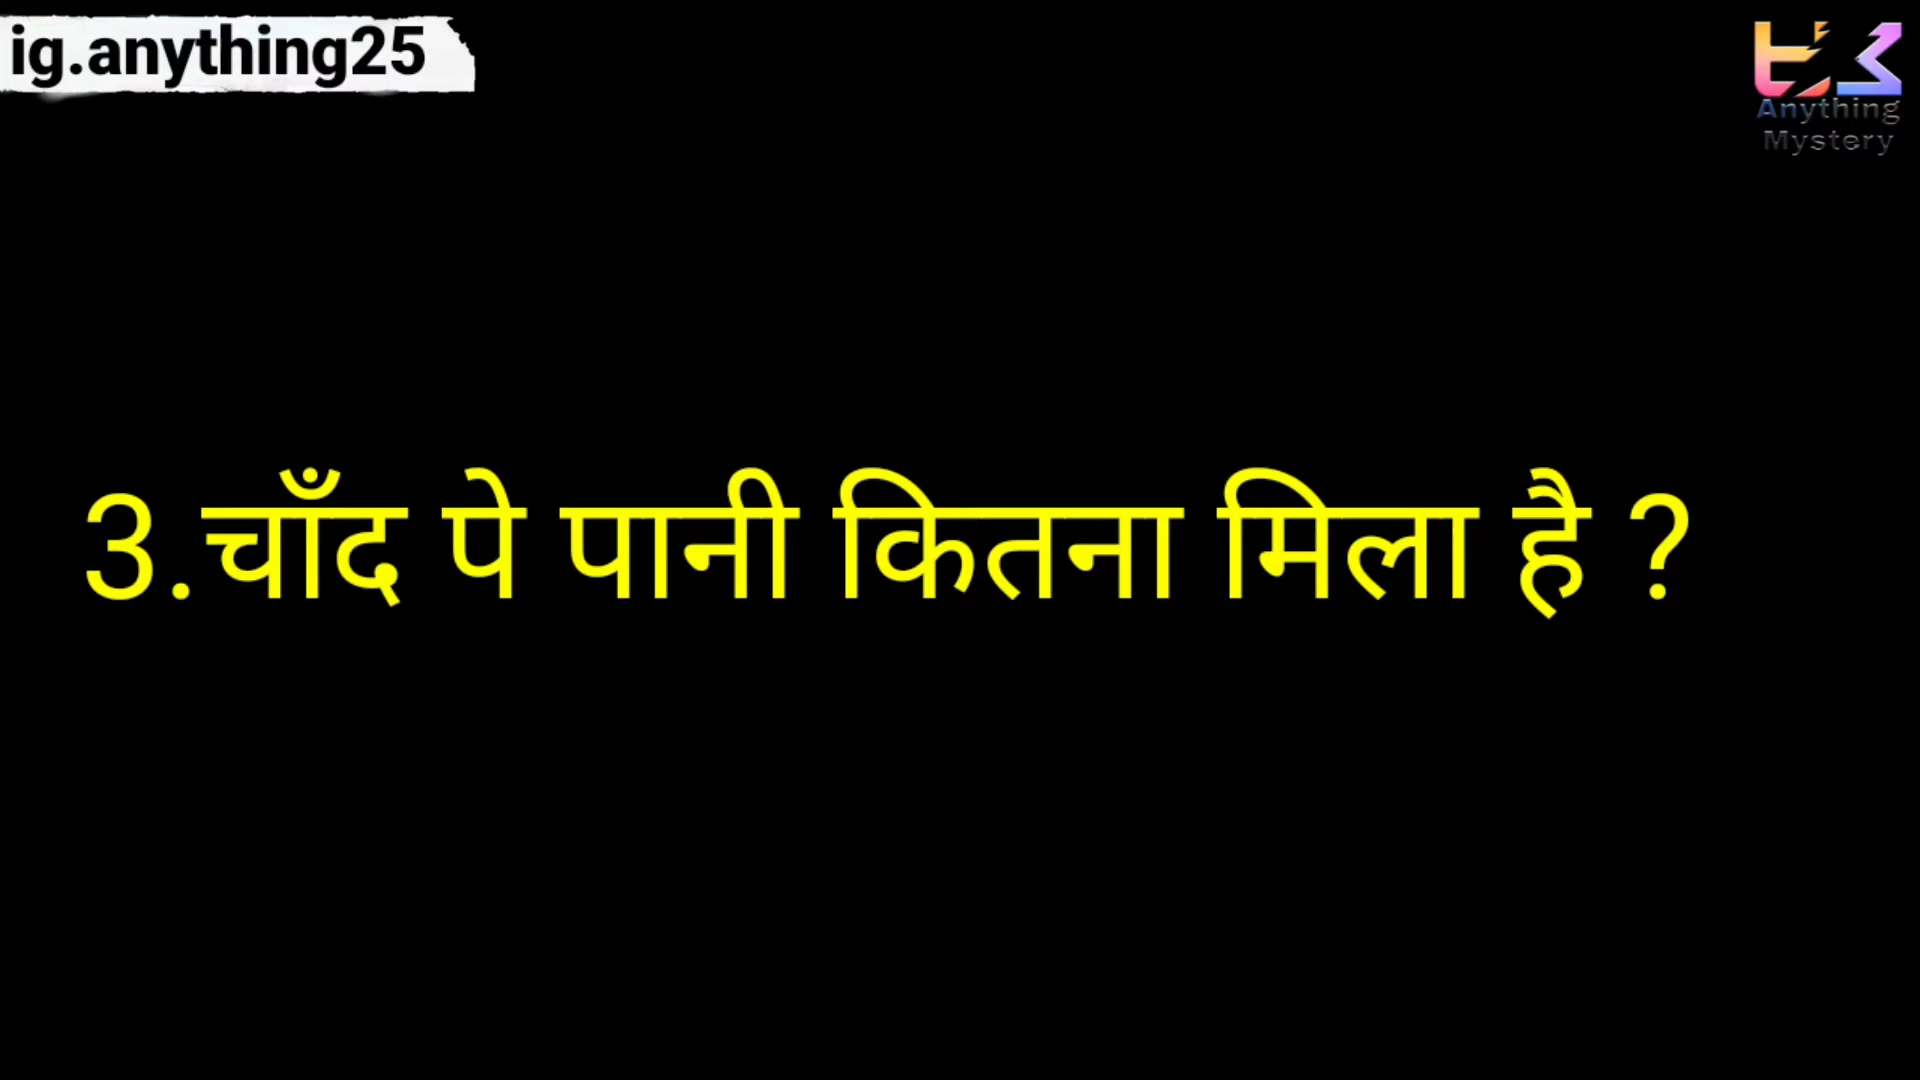 ig.anything25
Anything
Mystery
3.चाँद पे पानी कितना मिला है ?